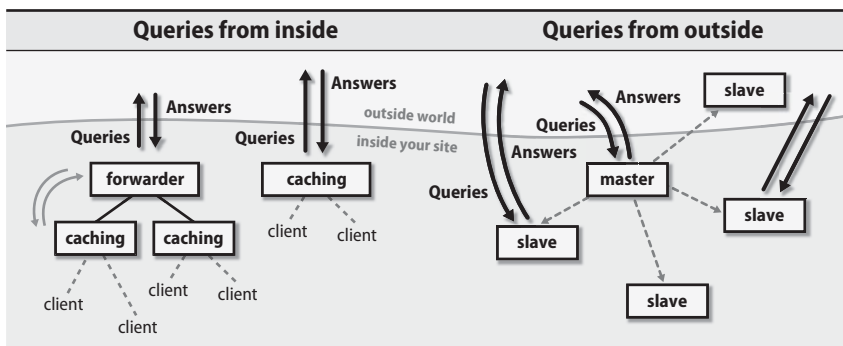 Queries from inside
Queries from outside
Answers
Queries
Answers
Queries
outside world
inside your site
forwarder
caching
caching
client
client
client
client
caching
client
client
Answers
Queries
Answers
Queries
slave
master
slave
slave
slave